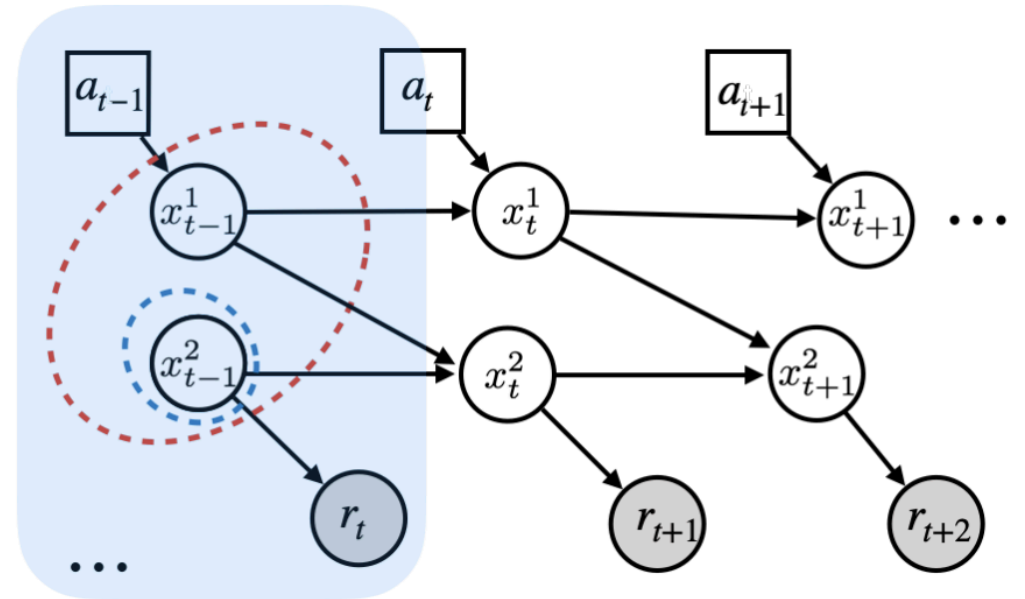 a_{t−1} a_t a_{t+1}
x^1_{t−1} x^1_t x^1_{t+1} ...
x^2_{t−1} x^2_t x^2_{t+1}
r_t r_{t+1} r_{t+2}
...